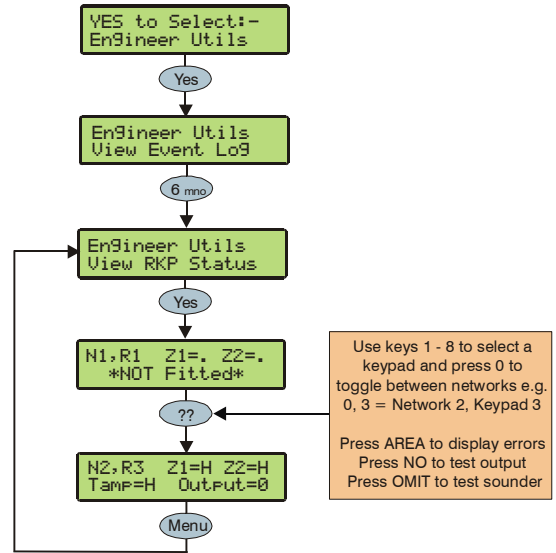 YES to Select:-
Engineer Utils
Yes
Engineer Utils
View Event Log
6 mno
Engineer Utils
View RKP Status
Yes
N1,R1 Z1=. Z2=.
*NOT Fitted*
??
Use keys 1 - 8 to select a
keypad and press 0 to
toggle between networks e.g.
0, 3 = Network 2, Keypad 3
Press AREA to display errors
Press NO to test output
Press OMIT to test sounder
N2,R3 Z1=H Z2=H
Tamp=H Output=0
Menu